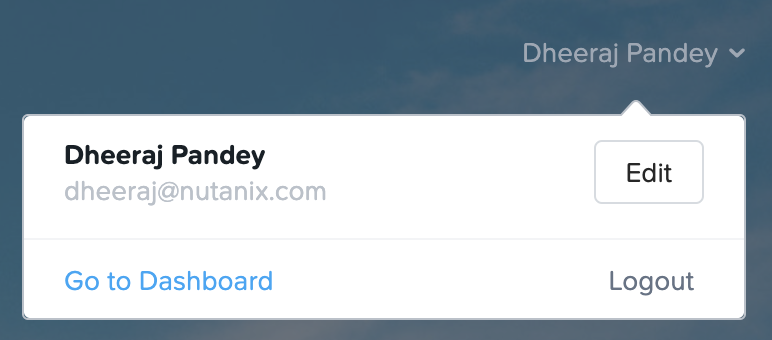 Dheeraj Pandey
Dheeraj Pandey
dheeraj@nutanix.com
Edit
Go to Dashboard
Logout